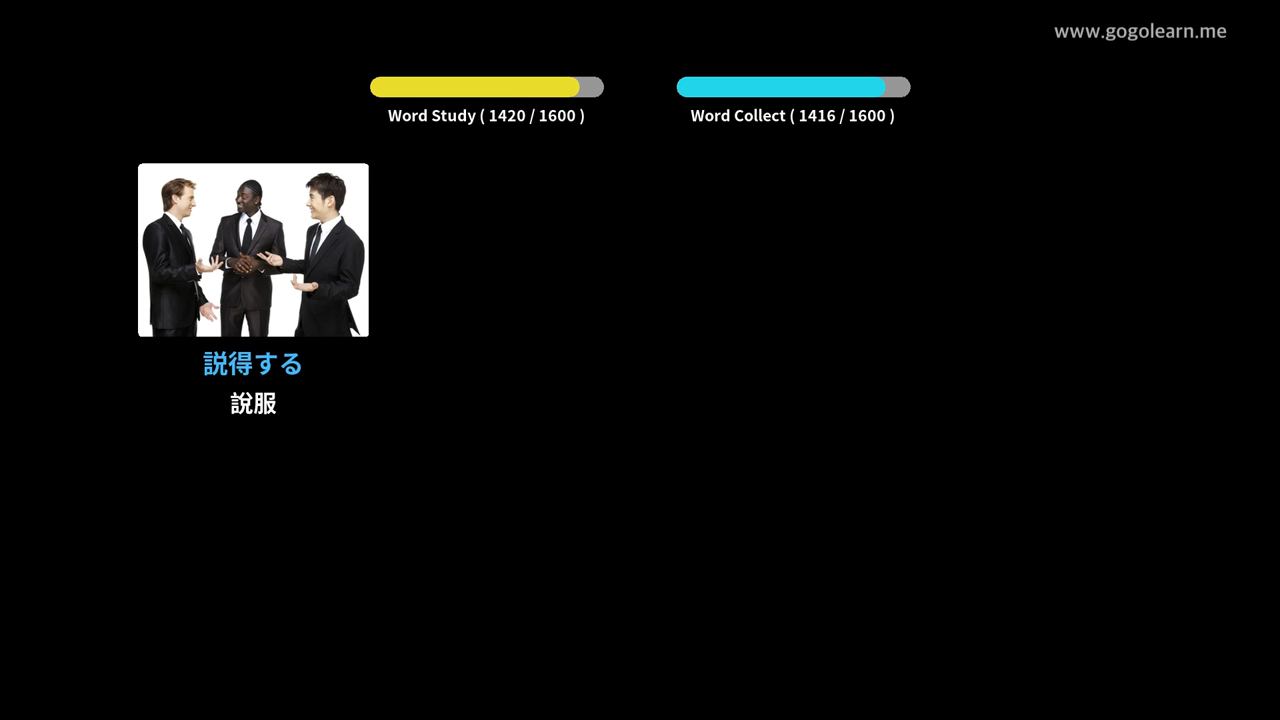 www.gogolearn.me
Word Study ( 1420 / 1600 )
Word Collect ( 1416 / 1600 )
説得する
說服